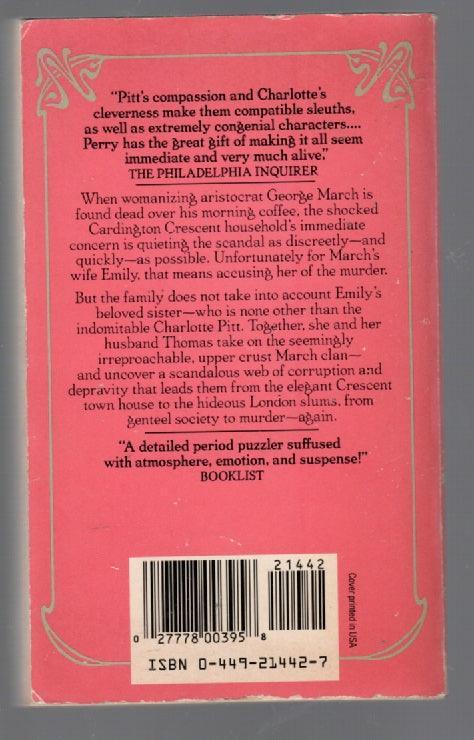 "Pitt's compassion and Charlotte's
cleverness make them compatible sleuths,
as well as extremely congenial characters....
Perry has the great gift of making it all seem
immediate and very much alive."
THE PHILADELPHIA INQUIRER
When womanizing aristocrat George March is
found dead over his morning coffee, the shocked
Cardington Crescent household's immediate
concern is quieting the scandal as discreetly—and
quickly—as possible. Unfortunately for March's
wife Emily, that means accusing her of the murder.
But the family does not take into account Emily's
beloved sister—who is none other than the
indomitable Charlotte Pitt. Together, she and her
husband Thomas take on the seemingly
irreproachable, upper crust March clan—
and uncover a scandalous web of corruption and
depravity that leads them from the elegant Crescent
town house to the hideous London slums, from
genteel society to murder—again.
"A detailed period puzzler suffused
with atmosphere, emotion, and suspense!"
BOOKLIST
21442
0 27778 00395 8
ISBN 0-449-21442-7
Cover printed in USA